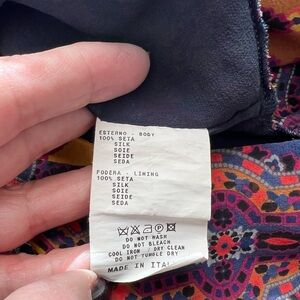 ESTERNO - BODY
100% SETA
SILK
SOIE
SEIDE
SEDA
FODERA - LINING
100% SETA
SILK
SOIE
SEIDE
SEDA
DO NOT WASH
DO NOT BLEACH
COOL IRON / DRY CLEAN
DO NOT TUMBLE DRY
MADE IN ITAL